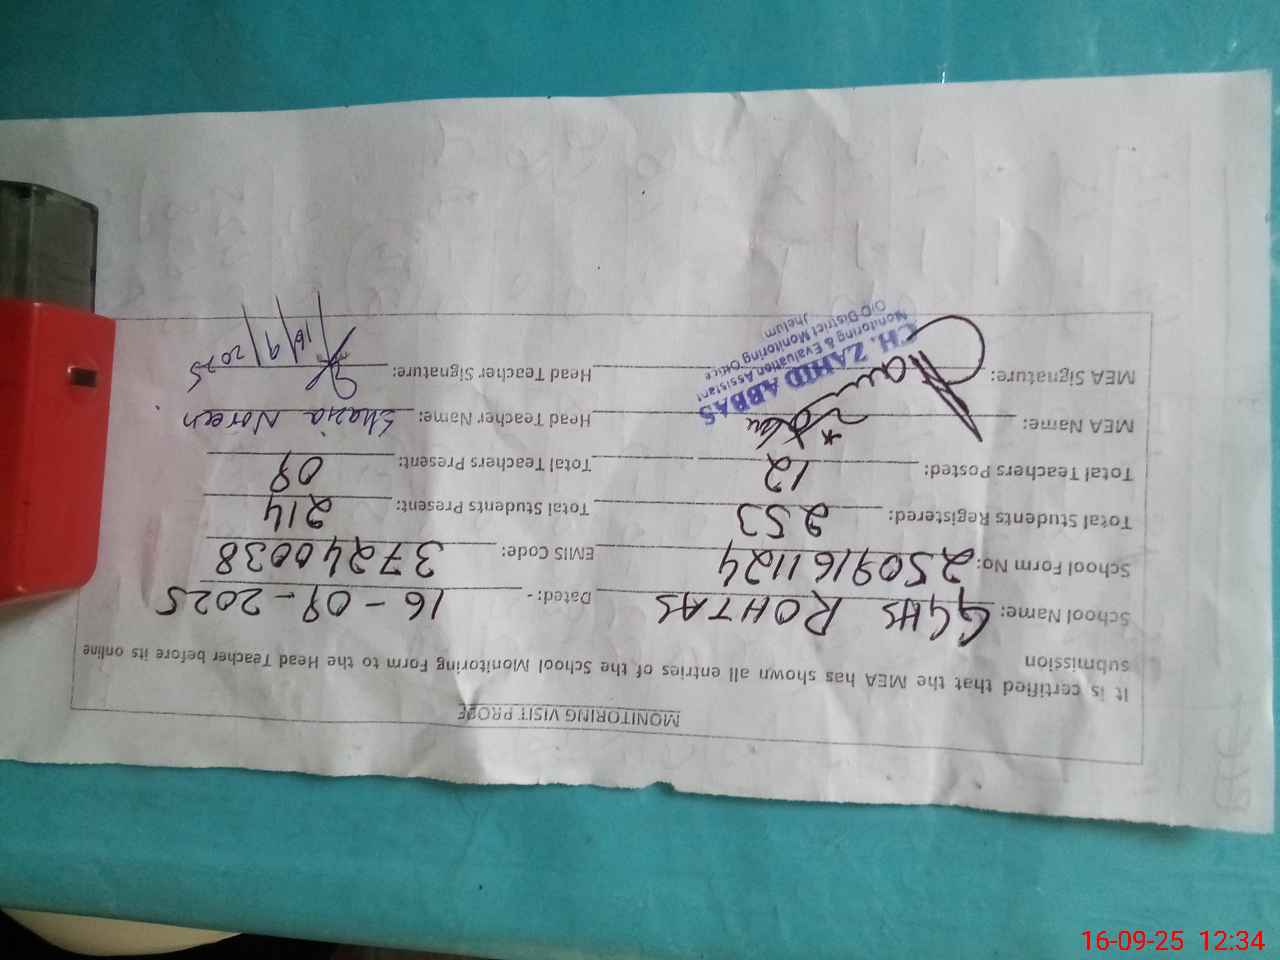 MONITORING VISIT PROBE
It is certified that the MEA has shown all entries of the School Monitoring Form to the Head Teacher before its online
submission
School Name: GGHS ROHTAS Dated: - 16-09-2025
School Form No: 2509161124 EMIS Code: 37240038
Total Students Registered: 253 Total Students Present: 214
Total Teachers Posted: 12 Total Teachers Present: 09
MEA Name: Head Teacher Name: Shazia Noreen
MEA Signature: Head Teacher Signature: 16/9/2025
CH. ZAHID ABBAS
Monitoring & Evaluation Assistant
O/O District Monitoring Office
Jhelum
16-09-25 12:34